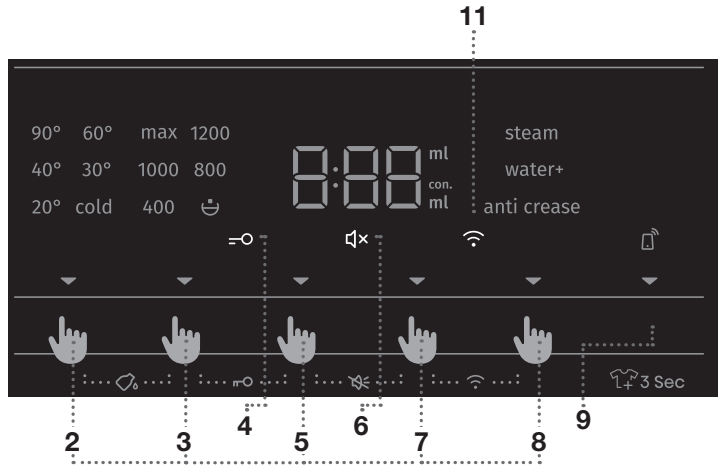 11
90° 60° max 1200
8:88 ml
steam
40° 30° 1000 800
con.
water+
20° cold 400
ml
anti crease
3 Sec
4 6 9
2 3 5 7 8